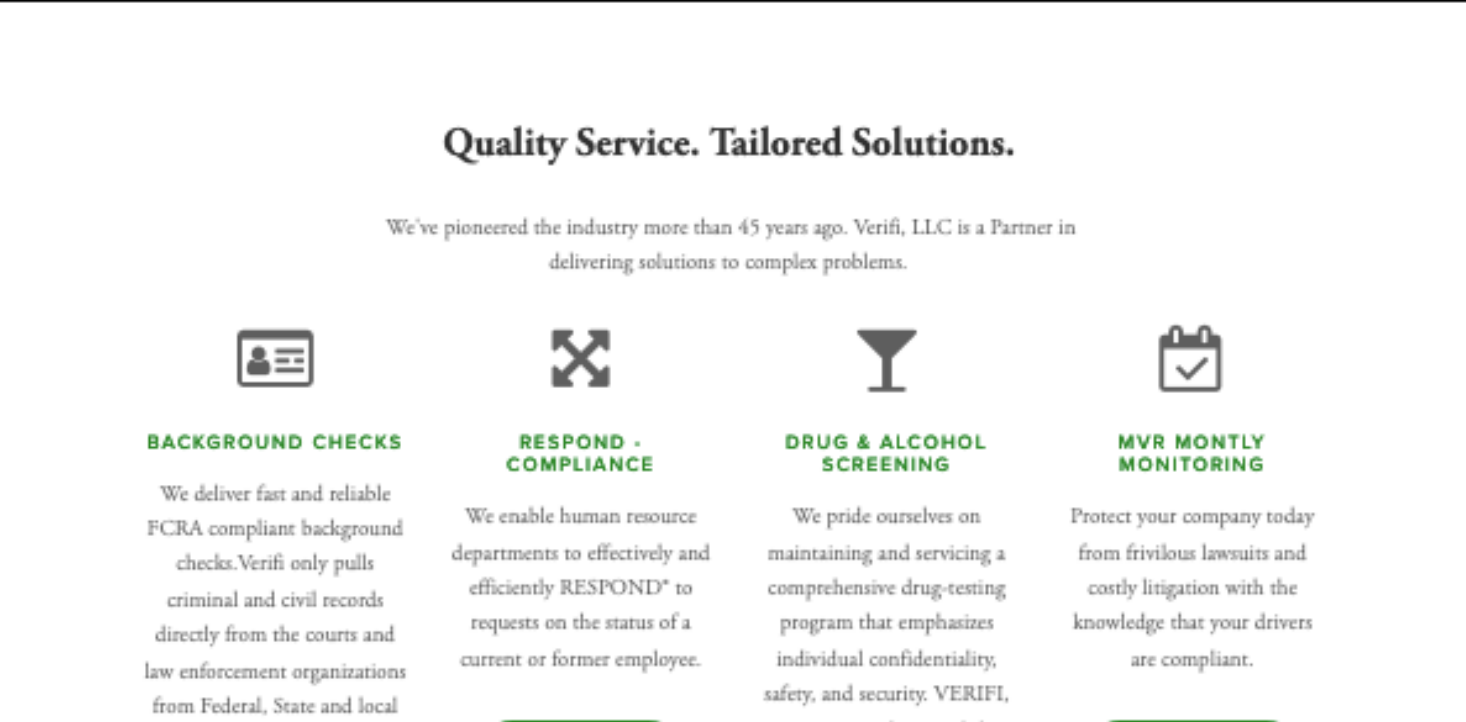 Quality Service. Tailored Solutions.
We've pioneered the industry more than 45 years ago. Verifi, LLC is a Partner in
delivering solutions to complex problems.
BACKGROUND CHECKS
We deliver fast and reliable
FCRA compliant background
checks.Verifi only pulls
criminal and civil records
directly from the courts and
law enforcement organizations
from Federal, State and local
RESPOND -
COMPLIANCE
We enable human resource
departments to effectively and
efficiently RESPOND® to
requests on the status of a
current or former employee.
DRUG & ALCOHOL
SCREENING
We pride ourselves on
maintaining and servicing a
comprehensive drug-testing
program that emphasizes
individual confidentiality,
safety, and security. VERIFI,
MVR MONTLY
MONITORING
Protect your company today
from frivilous lawsuits and
costly litigation with the
knowledge that your drivers
are compliant.